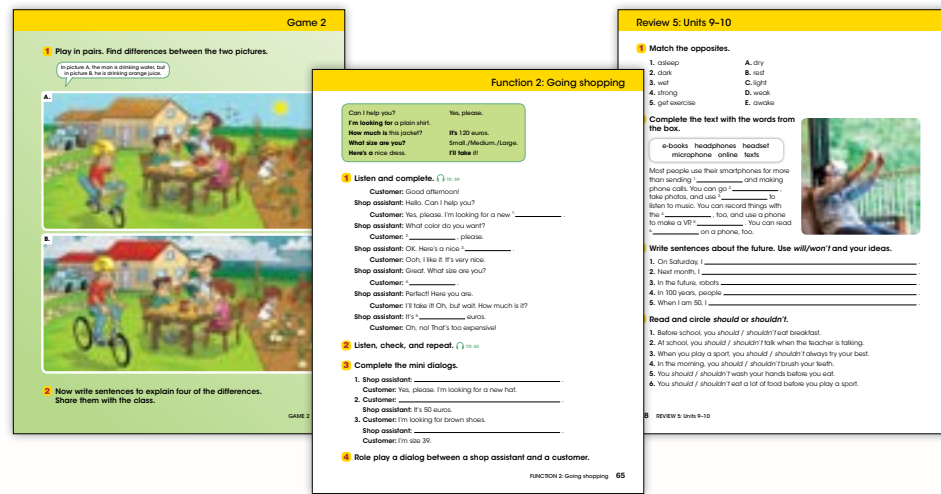 Game 2
1 Play in pairs. Find differences between the two pictures.
In picture A, the man is drinking water, but
in picture B, he is drinking orange juice.
A.
B.
2 Now write sentences to explain four of the differences.
Share them with the class.
GAME 2
Function 2: Going shopping
Can I help you? Yes, please.
I'm looking for a plain shirt.
How much is this jacket? It's 120 euros.
What size are you? Small./Medium./Large.
Here's a nice dress. I'll take it!
1 Listen and complete.
Customer: Good afternoon!
Shop assistant: Hello. Can I help you?
Customer: Yes, please. I'm looking for a new 1.
Shop assistant: What color do you want?
Customer: 2, please.
Shop assistant: OK. Here's a nice 3.
Customer: Ooh, I like it. It's very nice.
Shop assistant: Great. What size are you?
Customer: 4.
Shop assistant: Perfect! Here you are.
Customer: I'll take it! Oh, but wait. How much is it?
Shop assistant: It's 5 euros.
Customer: Oh, no! That's too expensive!
2 Listen, check, and repeat.
3 Complete the mini dialogs.
1. Shop assistant: .
Customer: Yes, please. I'm looking for a new hat.
2. Customer: .
Shop assistant: It's 50 euros.
3. Customer: I'm looking for brown shoes.
Shop assistant: .
Customer: I'm size 39.
4 Role play a dialog between a shop assistant and a customer.
FUNCTION 2: Going shopping 65
Review 5: Units 9–10
1 Match the opposites.
1. asleep A. dry
2. dark B. rest
3. wet C. light
4. strong D. weak
5. get exercise E. awake
Complete the text with the words from
the box.
e-books headphones headset
microphone online texts
Most people use their smartphones for more
than sending 1 and making
phone calls. You can go 2,
take photos, and use 3 to
listen to music. You can record things with
the 4, too, and use a phone
to make a VR 5. You can read
6 on a phone, too.
Write sentences about the future. Use will/won't and your ideas.
1. On Saturday, I .
2. Next month, I .
3. In the future, robots .
4. In 100 years, people .
5. When I am 50, I .
Read and circle should or shouldn't.
1. Before school, you should / shouldn't eat breakfast.
2. At school, you should / shouldn't talk when the teacher is talking.
3. When you play a sport, you should / shouldn't always try your best.
4. In the morning, you should / shouldn't brush your teeth.
5. You should / shouldn't wash your hands before you eat.
6. You should / shouldn't eat a lot of food before you play a sport.
8 REVIEW 5: Units 9–10